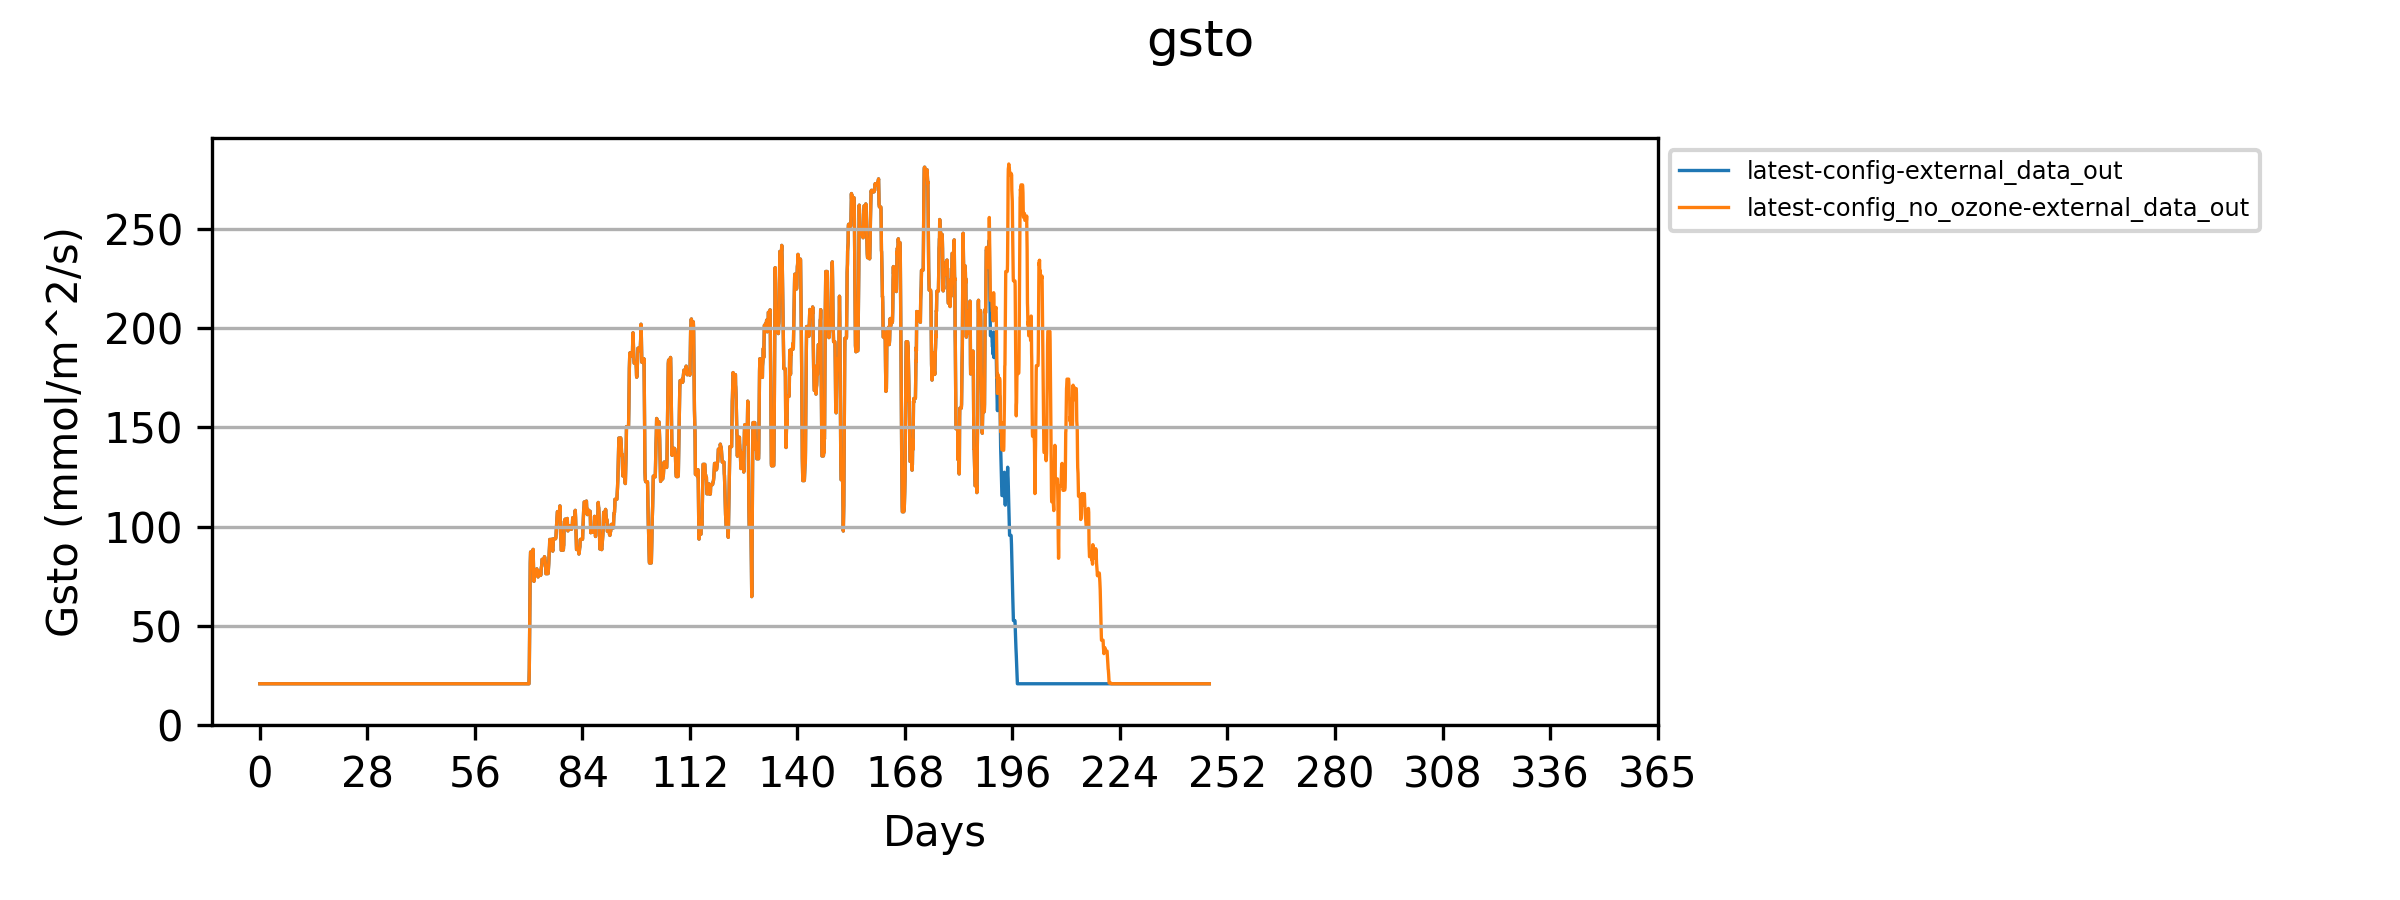 gsto
latest-config-external_data_out
latest-config_no_ozone-external_data_out
Gsto (mmol/m^2/s)
250
200
150
100
50
0
0 28 56 84 112 140 168 196 224 252 280 308 336 365
Days